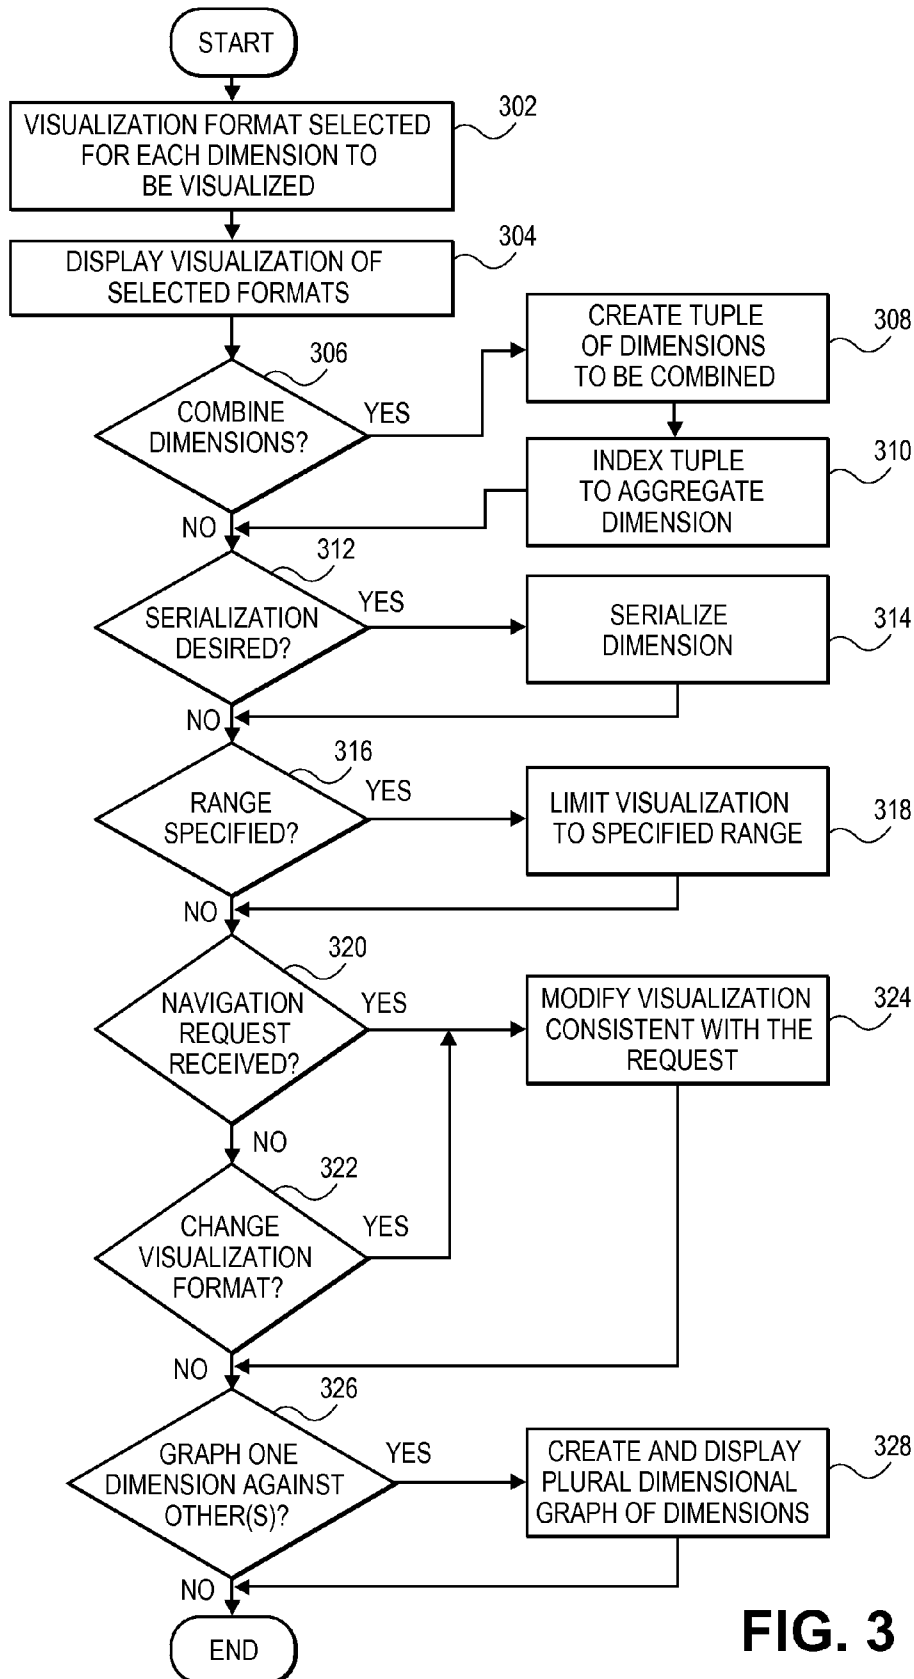 START
302
VISUALIZATION FORMAT SELECTED
FOR EACH DIMENSION TO
BE VISUALIZED
304
DISPLAY VISUALIZATION OF
SELECTED FORMATS
306
COMBINE
DIMENSIONS?
YES
308
CREATE TUPLE
OF DIMENSIONS
TO BE COMBINED
310
INDEX TUPLE
TO AGGREGATE
DIMENSION
NO
312
SERIALIZATION
DESIRED?
YES
314
SERIALIZE
DIMENSION
NO
316
RANGE
SPECIFIED?
YES
318
LIMIT VISUALIZATION
TO SPECIFIED RANGE
NO
320
NAVIGATION
REQUEST
RECEIVED?
YES
324
MODIFY VISUALIZATION
CONSISTENT WITH THE
REQUEST
NO
322
CHANGE
VISUALIZATION
FORMAT?
YES
NO
326
GRAPH ONE
DIMENSION AGAINST
OTHER(S)?
YES
328
CREATE AND DISPLAY
PLURAL DIMENSIONAL
GRAPH OF DIMENSIONS
NO
END
FIG. 3